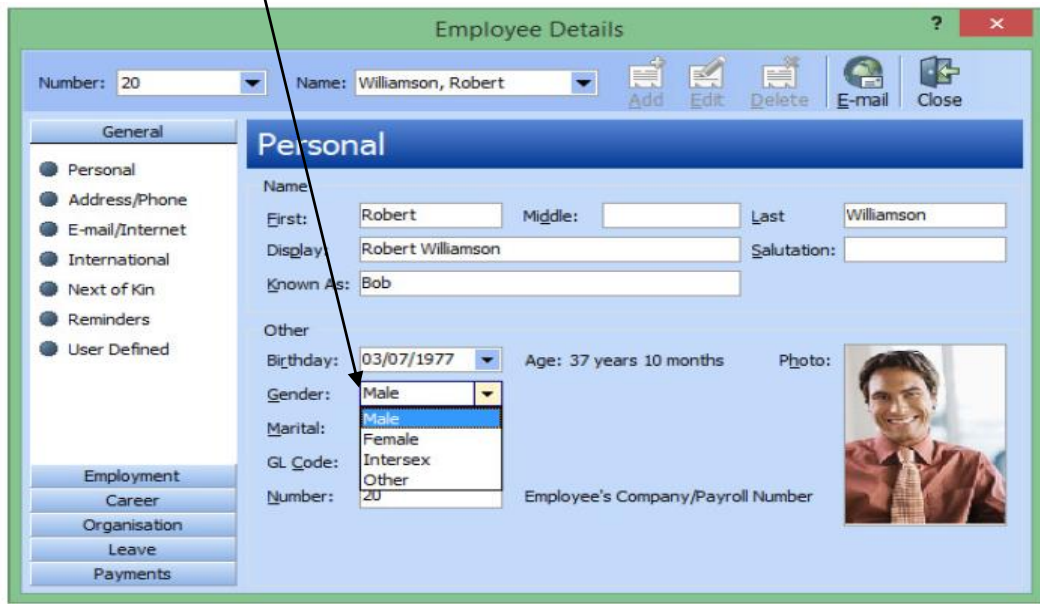 Employee Details ? ×
Number: 20 Name: Williamson, Robert Add Edit Delete E-mail Close
General
Personal
Address/Phone
E-mail/Internet
International
Next of Kin
Reminders
User Defined
Employment
Career
Organisation
Leave
Payments
Personal
Name
First: Robert Middle: Last Williamson
Display: Robert Williamson Salutation:
Known As: Bob
Other
Birthday: 03/07/1977 Age: 37 years 10 months Photo:
Gender: Male
Male
Marital:
Female
GL Code: Intersex
Other
Number: 20 Employee's Company/Payroll Number